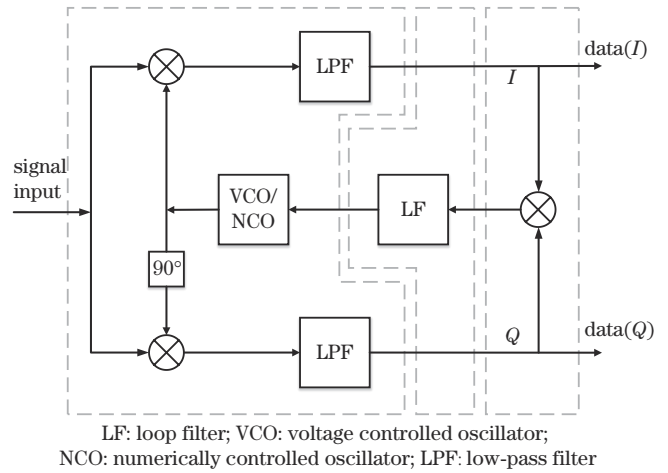 LPF
data(I)
I
signal
input
VCO/
NCO
LF
90°
LPF
Q
data(Q)
LF: loop filter; VCO: voltage controlled oscillator;
NCO: numerically controlled oscillator; LPF: low-pass filter